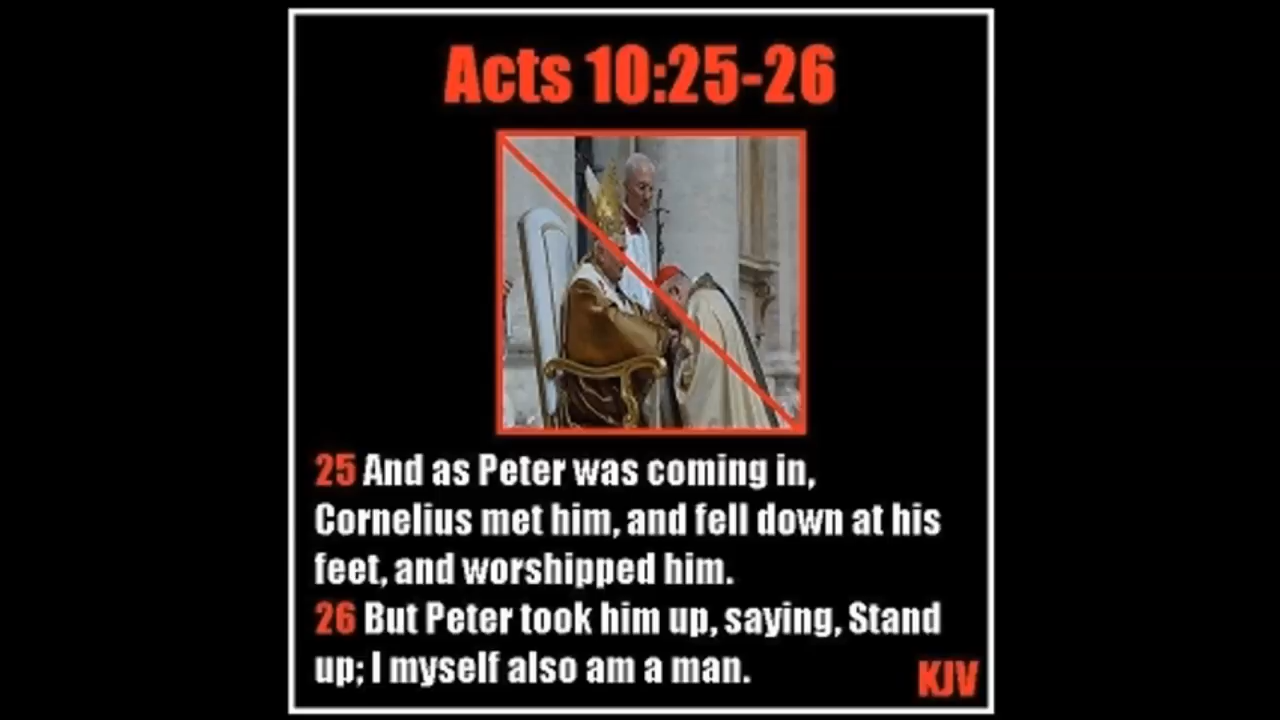 Acts 10:25-26
25 And as Peter was coming in,
Cornelius met him, and fell down at his
feet, and worshipped him.
26 But Peter took him up, saying, Stand
up; I myself also am a man.
KJV